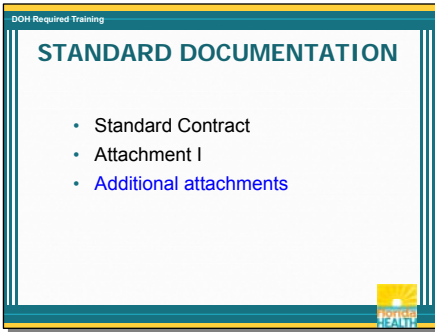 DOH Required Training
STANDARD DOCUMENTATION
• Standard Contract
• Attachment I
• Additional attachments
Florida
HEALTH